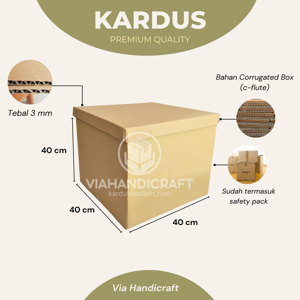 KARDUS
PREMIUM QUALITY
Bahan Corrugated Box
(c-flute)
Tebal 3 mm
40 cm
VIAHANDICRAFT
Sudah termasuk
safety pack
40 cm
40 cm
Via Handicraft